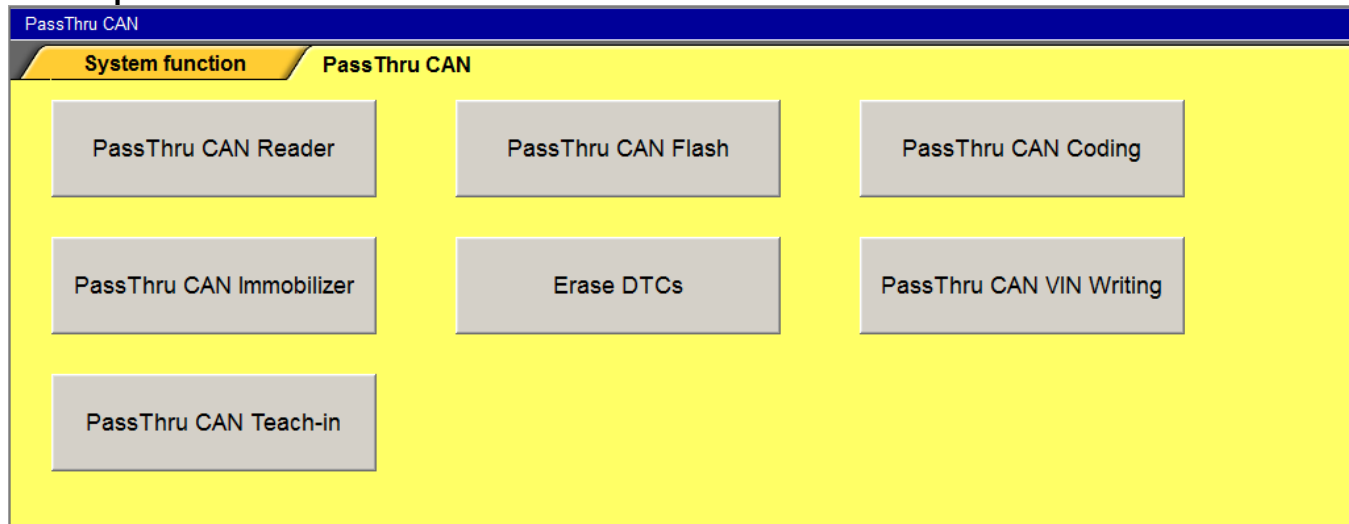 PassThru CAN
System function PassThru CAN
PassThru CAN Reader PassThru CAN Flash PassThru CAN Coding
PassThru CAN Immobilizer Erase DTCs PassThru CAN VIN Writing
PassThru CAN Teach-in